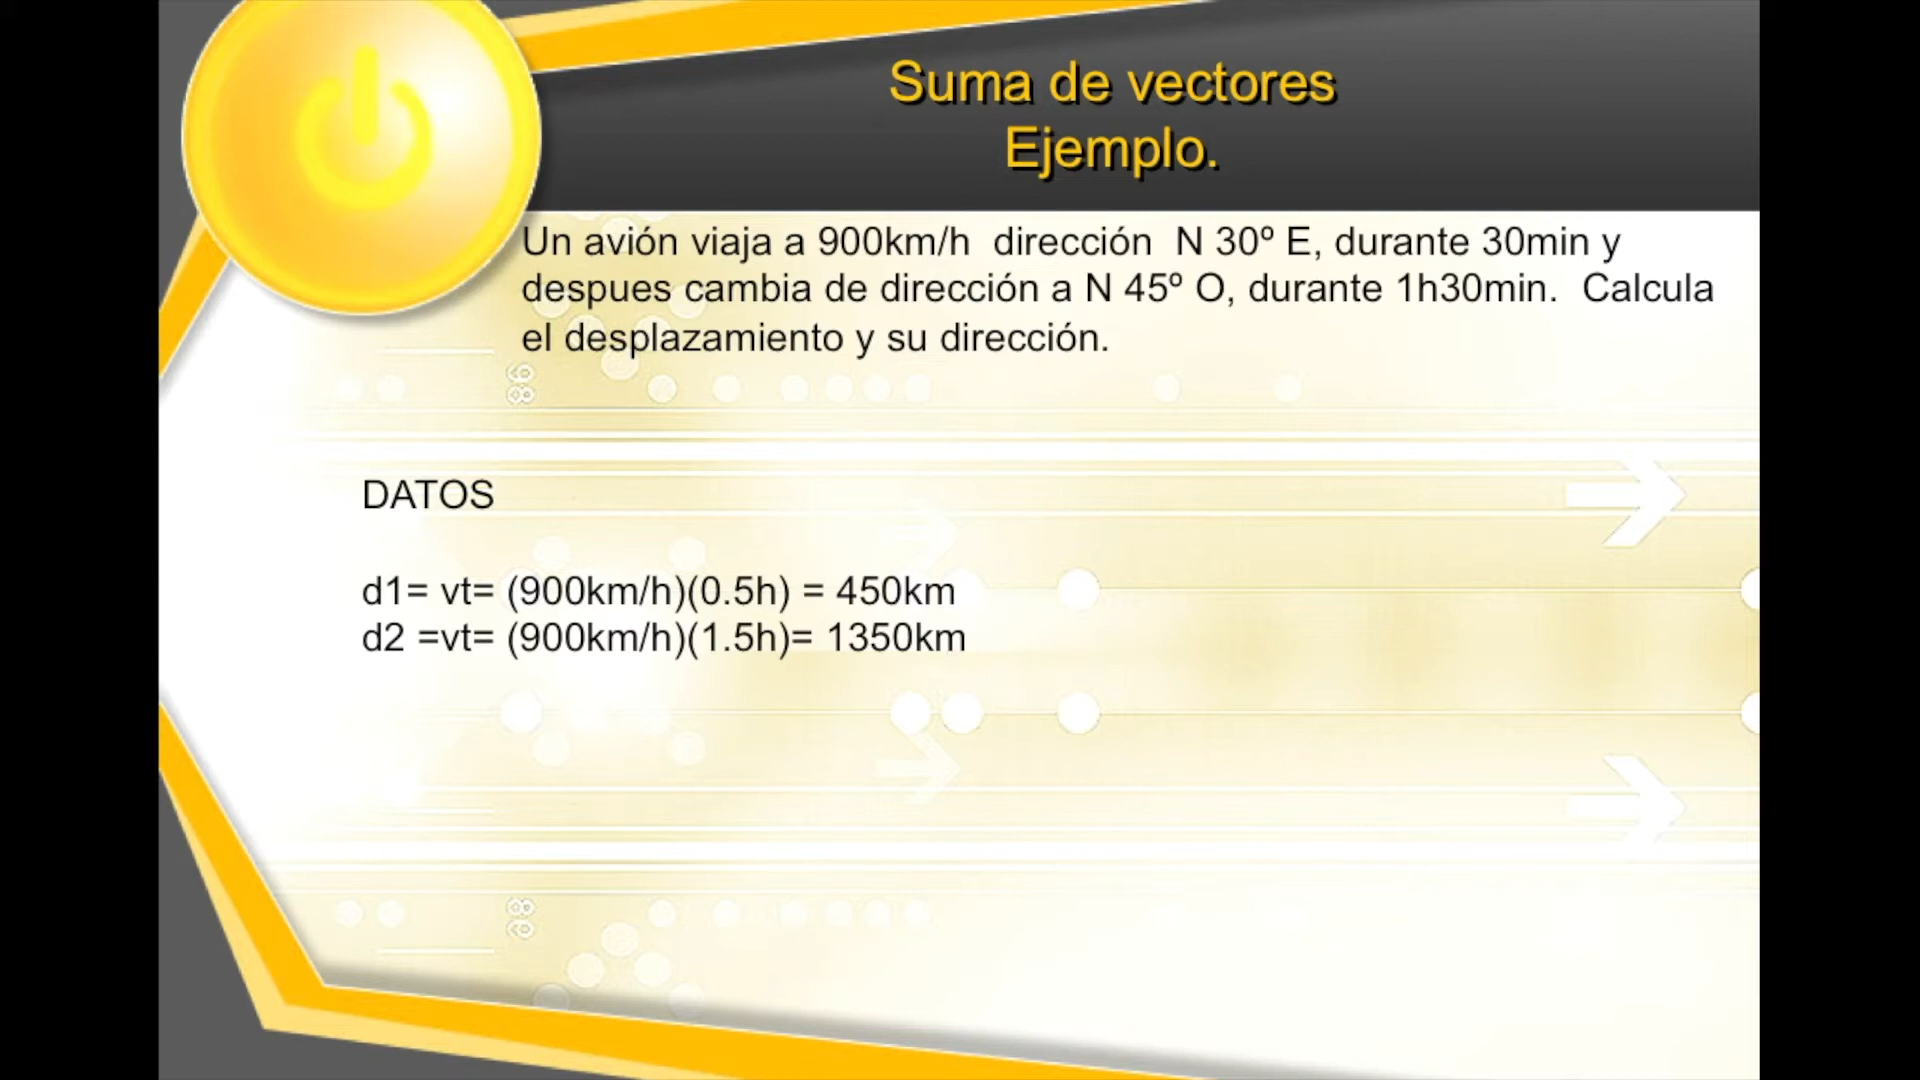 Suma de vectores
Ejemplo.
Un avión viaja a 900km/h dirección N 30º E, durante 30min y
despues cambia de dirección a N 45º O, durante 1h30min. Calcula
el desplazamiento y su dirección.
DATOS
d1= vt= (900km/h)(0.5h) = 450km
d2 =vt= (900km/h)(1.5h)= 1350km